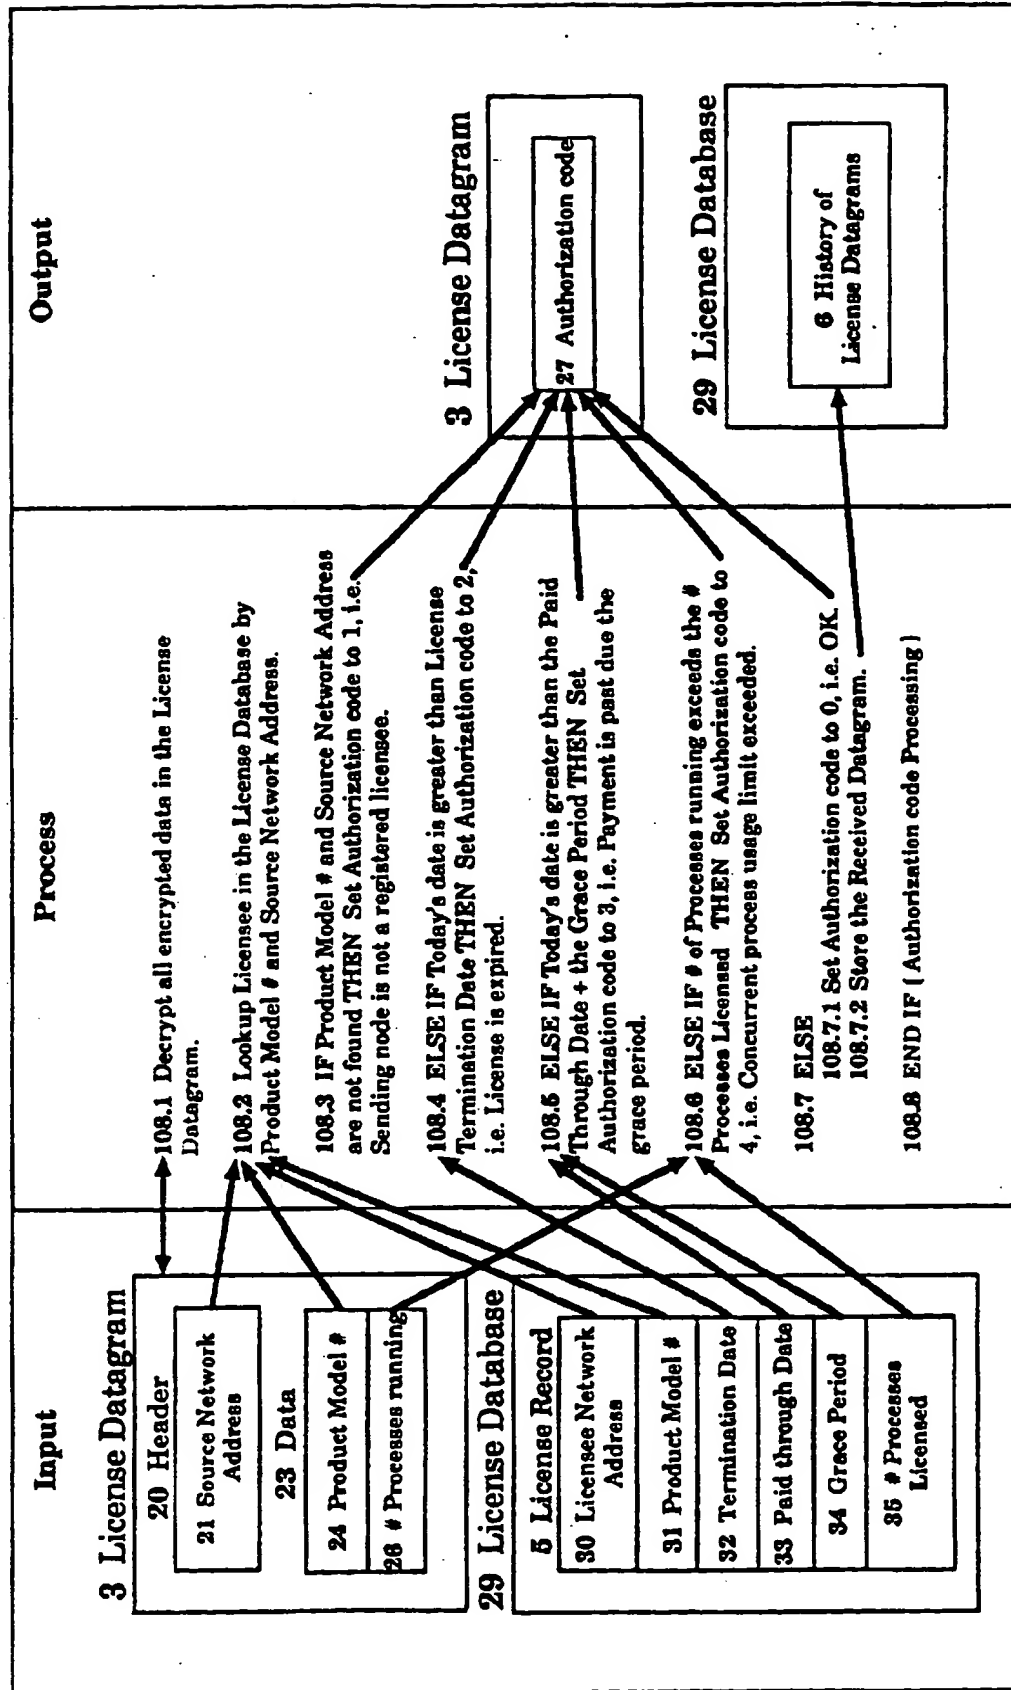 Input
Process
Output
3 License Datagram
20 Header
21 Source Network
Address
23 Data
24 Product Model #
26 # Processes running
29 License Database
5 License Record
30 Licensee Network
Address
31 Product Model #
32 Termination Date
33 Paid through Date
34 Grace Period
35 # Processes
Licensed
108.1 Decrypt all encrypted data in the License
Datagram.
108.2 Lookup Licensee in the License Database by
Product Model # and Source Network Address.
108.3 IF Product Model # and Source Network Address
are not found THEN Set Authorization code to 1, i.e.
Sending node is not a registered licensee.
108.4 ELSE IF Today's date is greater than License
Termination Date THEN Set Authorization code to 2,
i.e. License is expired.
108.5 ELSE IF Today's date is greater than the Paid
Through Date + the Grace Period THEN Set
Authorization code to 3, i.e. Payment is past due the
grace period.
108.6 ELSE IF # of Processes running exceeds the #
Processes Licensed THEN Set Authorization code to
4, i.e. Concurrent process usage limit exceeded.
108.7 ELSE
108.7.1 Set Authorization code to 0, i.e. OK.
108.7.2 Store the Received Datagram.
108.8 END IF { Authorization code Processing }
3 License Datagram
27 Authorization code
29 License Database
6 History of
License Datagrams